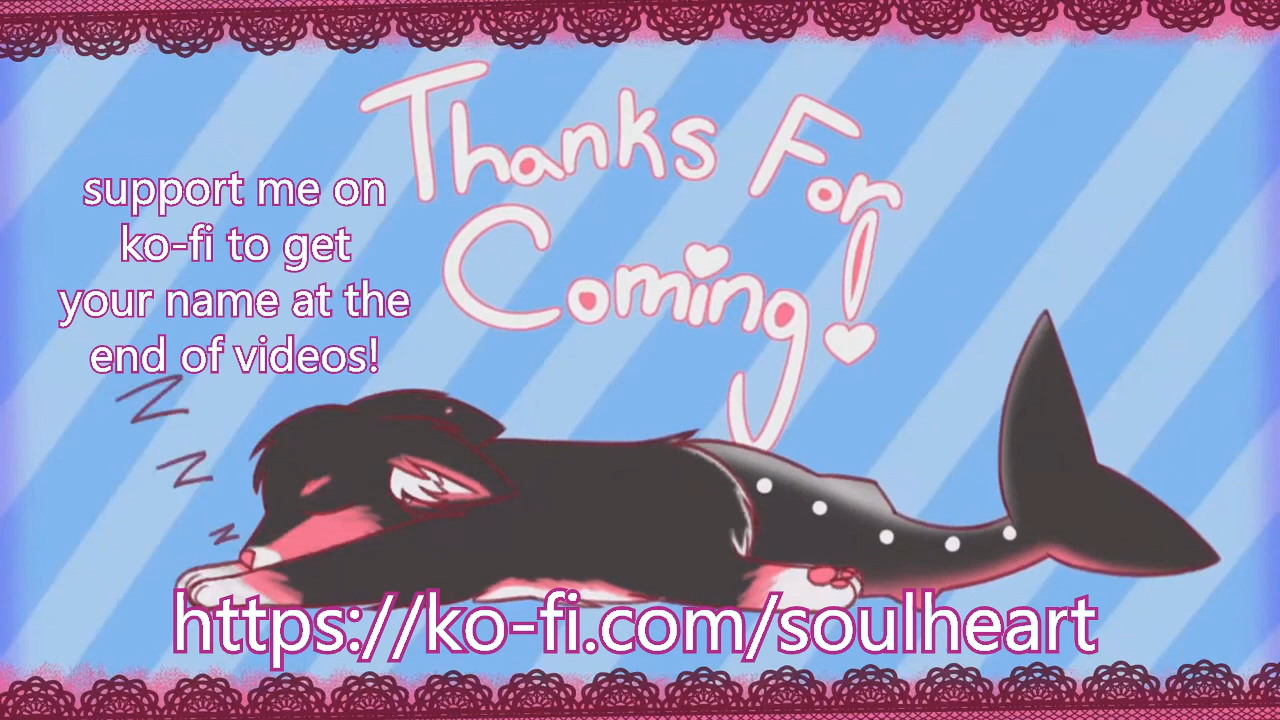 Thanks For
Coming!
support me on
ko-fi to get
your name at the
end of videos!
Z
Z
Z
https://ko-fi.com/soulheart